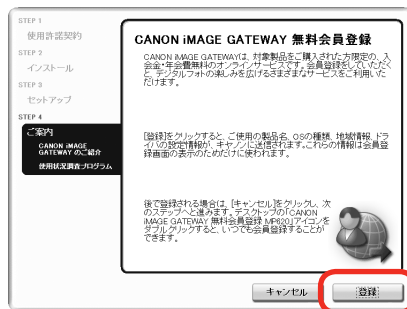 STEP 1
使用許諾契約
STEP 2
インストール
STEP 3
セットアップ
STEP 4
ご案内
CANON iMAGE
GATEWAY のご紹介
使用状況調査プログラム
CANON iMAGE GATEWAY 無料会員登録
CANON iMAGE GATEWAYは、対象製品をご購入された方限定の、入
会金・年会費無料のオンラインサービスです。会員登録をしていただく
と、デジタルフォトの楽しみを広げるさまざまなサービスをご利用いた
だけます。
[登録]をクリックすると、ご使用の製品名、OSの種類、地域情報、ドラ
イバの設定情報が、キヤノンに送信されます。これらの情報は会員登
録画面の表示のためだけに使われます。
後で登録される場合は、[キャンセル]をクリックし、次
のステップへと進みます。デスクトップの「CANON
iMAGE GATEWAY 無料会員登録 MP620」アイコンを
ダブルクリックすると、いつでも会員登録することが
できます。
キャンセル
登録